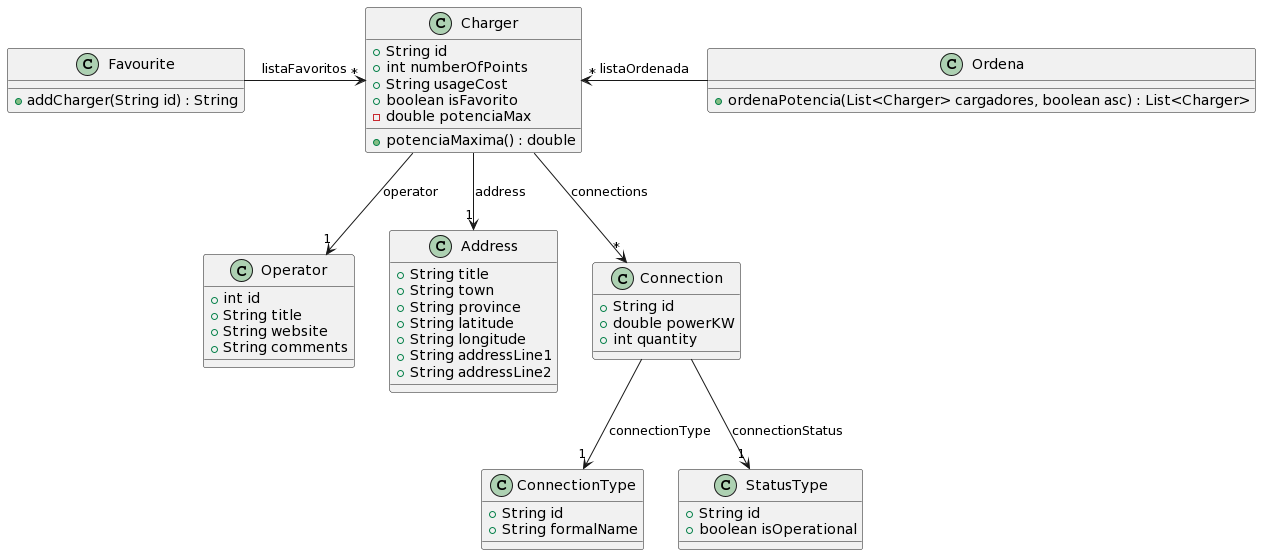 C Charger
+ String id
+ int numberOfPoints
+ String usageCost
+ boolean isFavorito
- double potenciaMax
+ potenciaMaxima() : double
C Favourite
+ addCharger(String id) : String
listaFavoritos *
* listaOrdenada
C Ordena
+ ordenaPotencia(List<Charger> cargadores, boolean asc) : List<Charger>
operator
1
address
1
connections
*
C Operator
+ int id
+ String title
+ String website
+ String comments
C Address
+ String title
+ String town
+ String province
+ String latitude
+ String longitude
+ String addressLine1
+ String addressLine2
C Connection
+ String id
+ double powerKW
+ int quantity
connectionType
1
connectionStatus
1
C ConnectionType
+ String id
+ String formalName
C StatusType
+ String id
+ boolean isOperational